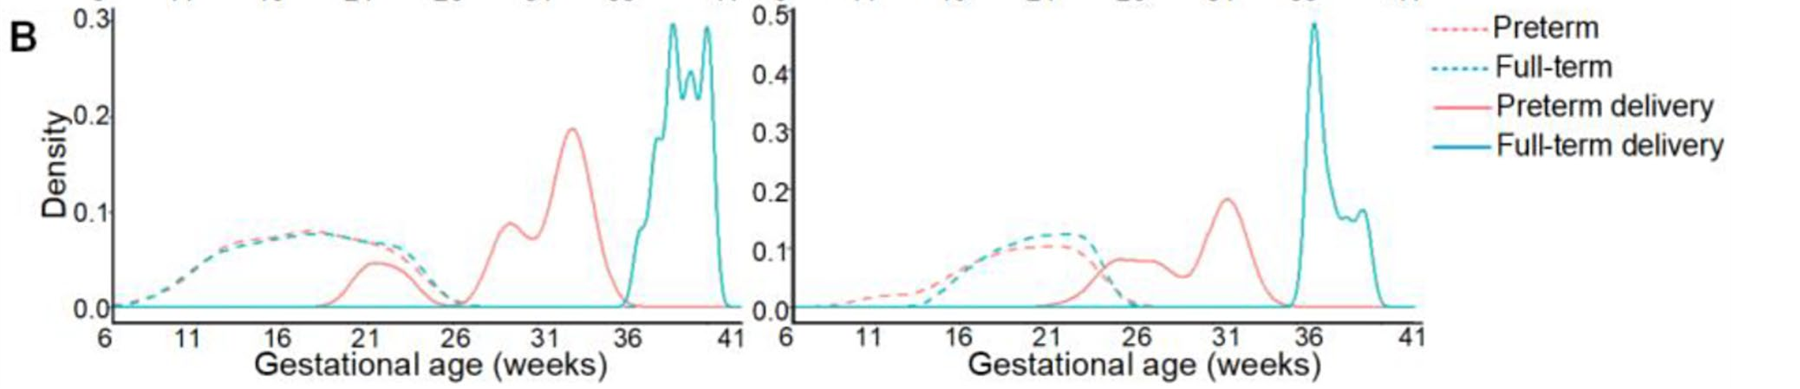 B
0.3
0.2
0.1
0.0
Density
6 11 16 21 26 31 36 41
Gestational age (weeks)
0.5
0.4
0.3
0.2
0.1
0.0
6 11 16 21 26 31 36 41
Gestational age (weeks)
Preterm
Full-term
Preterm delivery
Full-term delivery